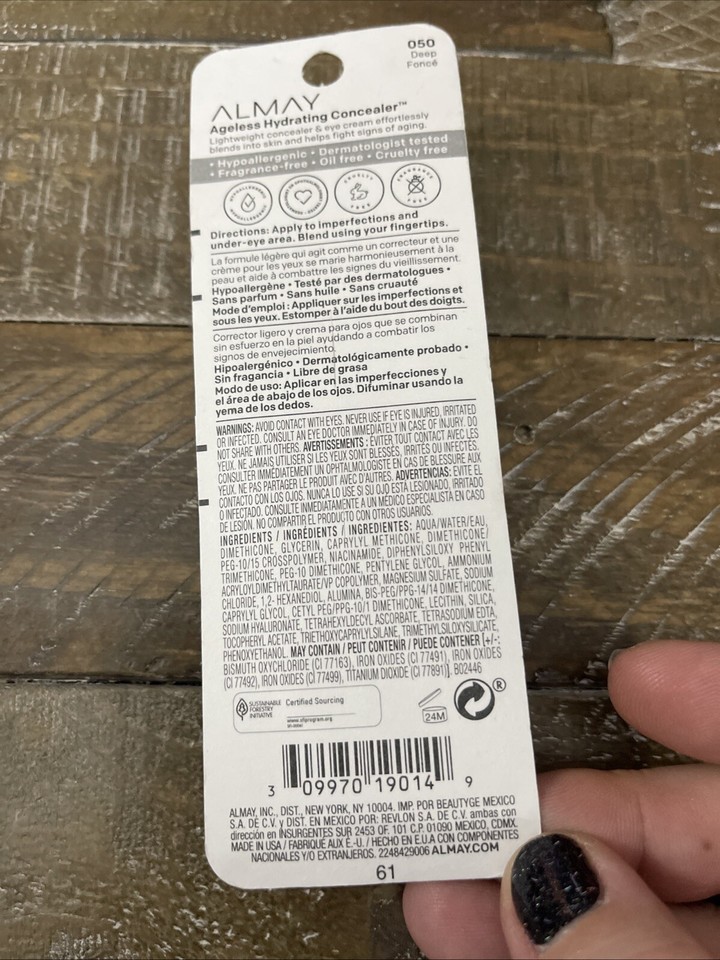 050
Deep
Foncé
ALMAY
Ageless Hydrating Concealer™
Lightweight concealer & eye cream effortlessly
blends into skin and helps fight signs of aging.
• Hypoallergenic • Dermatologist tested
• Fragrance-free • Oil free • Cruelty free
Directions: Apply to imperfections and
under-eye area. Blend using your fingertips.
La formule légère qui agit comme un correcteur et une
crème pour les yeux se marie harmonieusement à la
peau et aide à combattre les signes du vieillissement.
Hypoallergène • Testé par des dermatologues •
Sans parfum • Sans huile • Sans cruauté
Mode d'emploi : Appliquer sur les imperfections et
sous les yeux. Estomper à l'aide du bout des doigts.
Corrector ligero y crema para ojos que se combinan
sin esfuerzo en la piel ayudando a combatir los
signos de envejecimiento.
Hipoalergénico • Dermatológicamente probado •
Sin fragancia • Libre de grasa
Modo de uso: Aplicar en las imperfecciones y
el área de abajo de los ojos. Difuminar usando la
yema de los dedos.
WARNINGS: AVOID CONTACT WITH EYES. NEVER USE IF EYE IS INJURED, IRRITATED
OR INFECTED. CONSULT AN EYE DOCTOR IMMEDIATELY IN CASE OF INJURY. DO
NOT SHARE WITH OTHERS. AVERTISSEMENTS : ÉVITER TOUT CONTACT AVEC LES
YEUX. NE JAMAIS UTILISER SI LES YEUX SONT BLESSÉS, IRRITÉS OU INFECTÉS.
CONSULTER IMMÉDIATEMENT UN OPHTALMOLOGISTE EN CAS DE BLESSURE AUX
YEUX. NE PAS PARTAGER LE PRODUIT AVEC D'AUTRES. ADVERTENCIAS: EVITE EL
CONTACTO CON LOS OJOS. NUNCA LO USE SI SU OJO ESTÁ LESIONADO, IRRITADO
O INFECTADO. CONSULTE INMEDIATAMENTE A UN MÉDICO ESPECIALISTA EN CASO
DE LESIÓN. NO COMPARTIR EL PRODUCTO CON OTROS USUARIOS.
INGREDIENTS / INGRÉDIENTS / INGREDIENTES: AQUA/WATER/EAU,
DIMETHICONE, GLYCERIN, CAPRYLYL METHICONE, DIMETHICONE/
PEG-10/15 CROSSPOLYMER, NIACINAMIDE, DIPHENYLSILOXY PHENYL
TRIMETHICONE, PEG-10 DIMETHICONE, PENTYLENE GLYCOL, AMMONIUM
ACRYLOYLDIMETHYLTAURATE/VP COPOLYMER, MAGNESIUM SULFATE, SODIUM
CHLORIDE, 1,2- HEXANEDIOL, ALUMINA, BIS-PEG/PPS-14/14 DIMETHICONE,
CAPRYLYL GLYCOL, CETYL PEG/PPG-10/1 DIMETHICONE, LECITHIN, SILICA,
SODIUM HYALURONATE, TETRAHEXYLDECYL ASCORBATE, TETRASODIUM EDTA,
TOCOPHERYL ACETATE, TRIETHOXYCAPRYLYLSILANE, TRIMETHYLSILOXYSILICATE,
PHENOXYETHANOL. MAY CONTAIN / PEUT CONTENIR / PUEDE CONTENER [+/-:
BISMUTH OXYCHLORIDE (CI 77163), IRON OXIDES (CI 77491), IRON OXIDES
(CI 77492), IRON OXIDES (CI 77499), TITANIUM DIOXIDE (CI 77891)]. B02446
SUSTAINABLE
FORESTRY
INITIATIVE
Certified Sourcing
www.sfiprogram.org
24M
®
3 09970 19014 9
ALMAY, INC., DIST., NEW YORK, NY 10004. IMP. POR BEAUTYGE MEXICO
S.A. DE C.V. y DIST. EN MÉXICO POR: REVLON S.A. DE C.V. ambas con
dirección en INSURGENTES SUR 2453 OF. 101 C.P. 01090 MEXICO, CDMX.
MADE IN USA / FABRIQUÉ AUX É.-U. / HECHO EN E.U.A CON COMPONENTES
NACIONALES Y/O EXTRANJEROS. 2248429006 ALMAY.COM
61